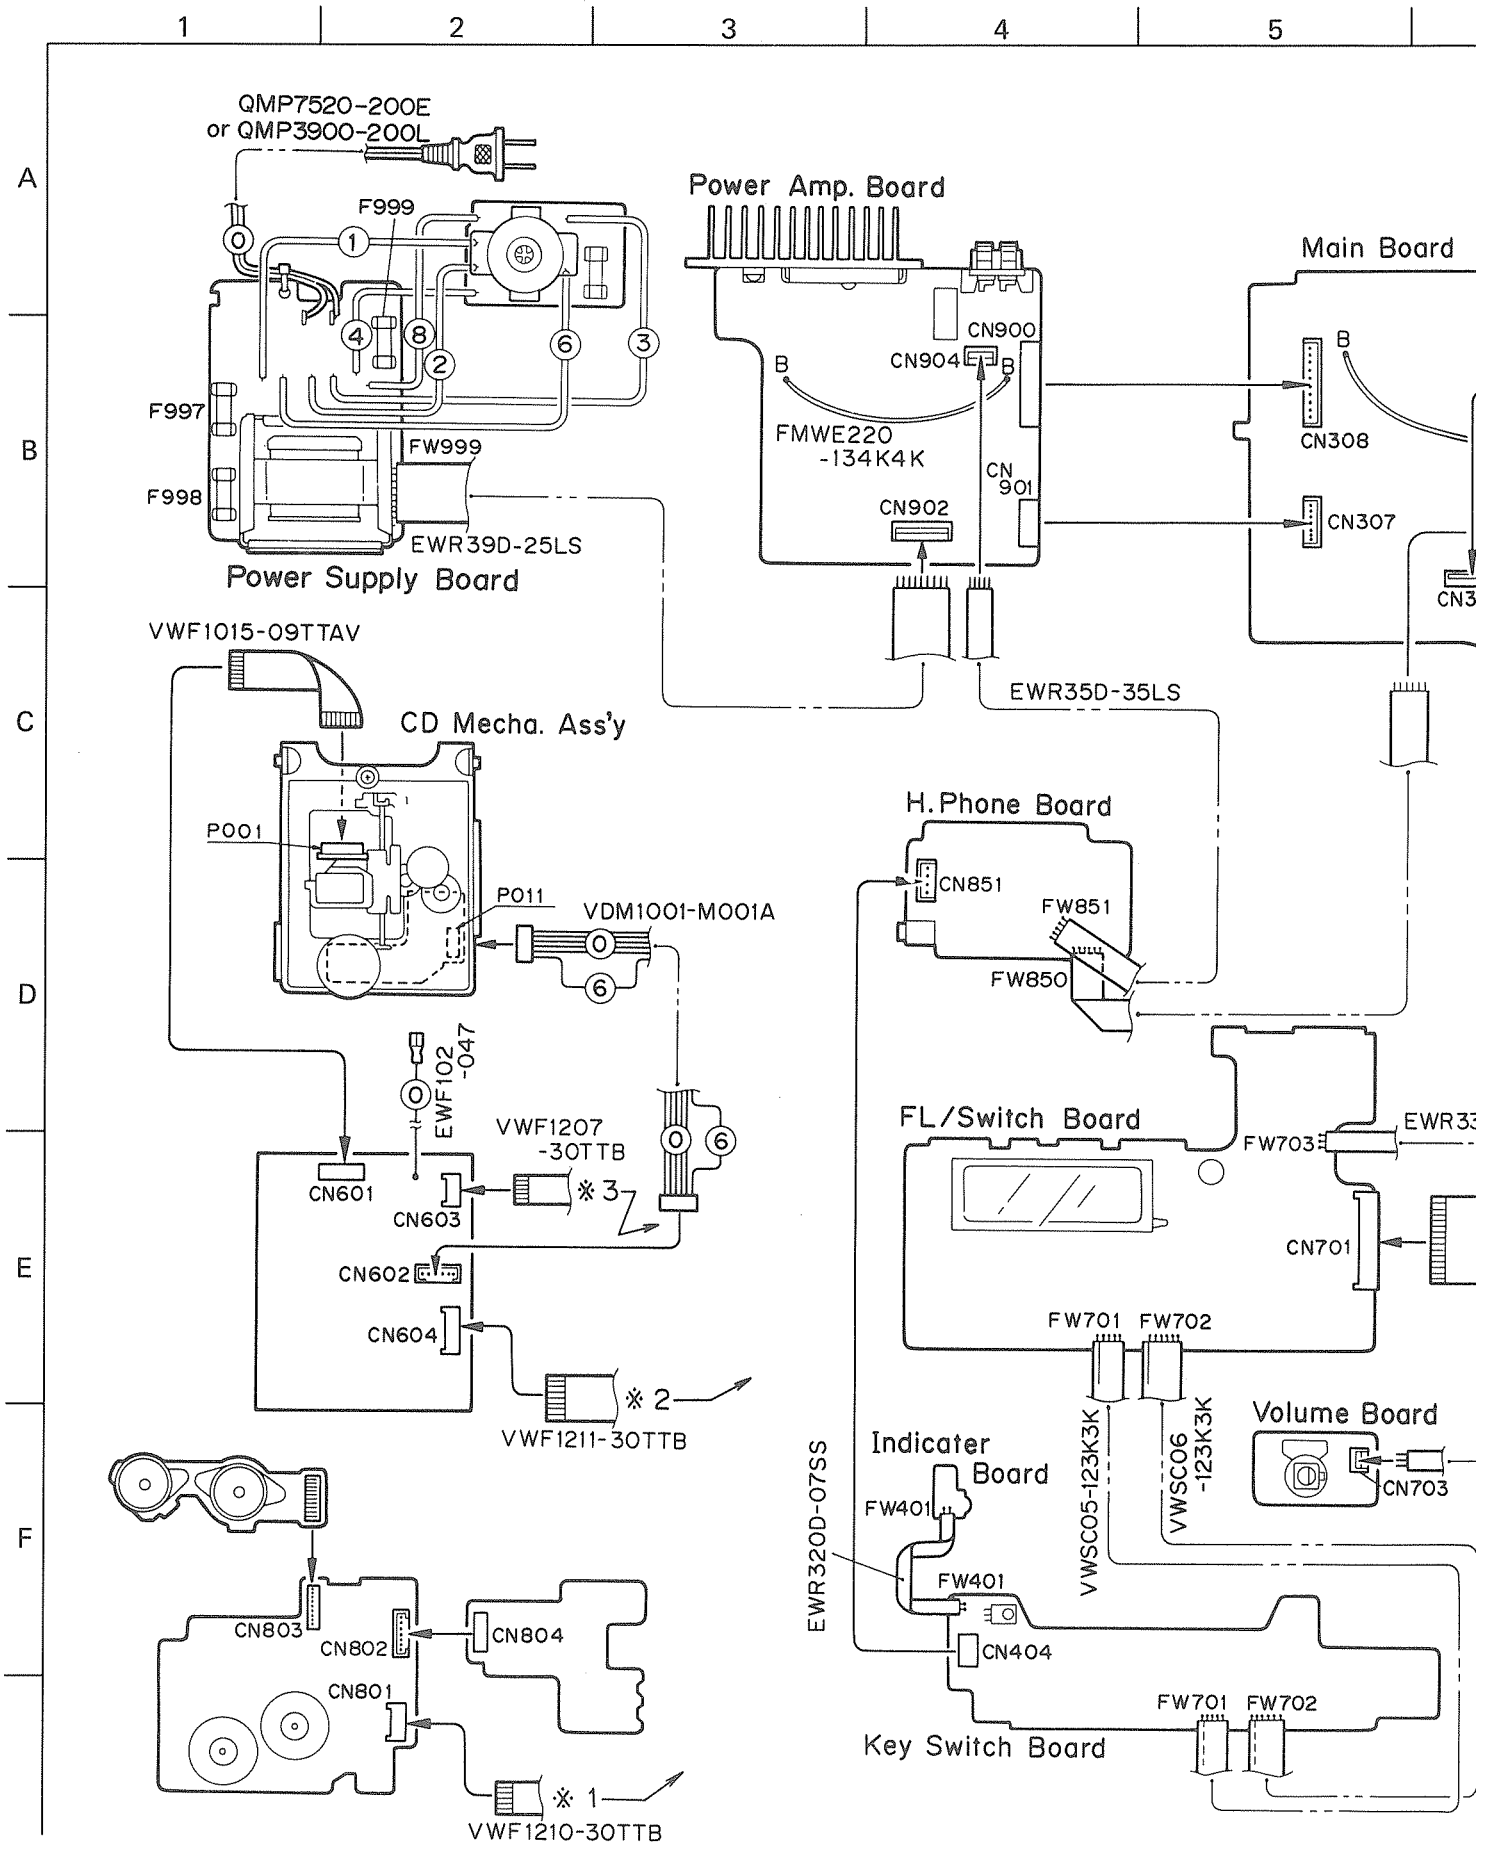 1 2 3 4 5
A
B
C
D
E
F
QMP7520-200E
or QMP3900-200L
F999
0
1
4
8
2
6
3
F997
F998
FW999
EWR39D-25LS
Power Supply Board
Power Amp. Board
CN900
CN904
B
B
FMWE220
-134K4K
CN
901
CN902
Main Board
B
CN308
CN307
CN3
VWF1015-09TTAV
CD Mecha. Ass'y
P001
P011
VDM1001-M001A
0
6
EWR35D-35LS
H.Phone Board
CN851
FW851
FW850
EWF102
-047
0
VWF1207
-30TTB
※ 3
0
6
CN601
CN603
CN602
CN604
※ 2
VWF1211-30TTB
FL/Switch Board
FW703
EWR33
CN701
FW701
FW702
VWSC05-123K3K
VWSC06
-123K3K
Volume Board
CN703
Indicater
Board
FW401
EWR320D-07SS
FW401
CN404
FW701
FW702
Key Switch Board
CN803
CN802
CN804
CN801
※ 1
VWF1210-30TTB